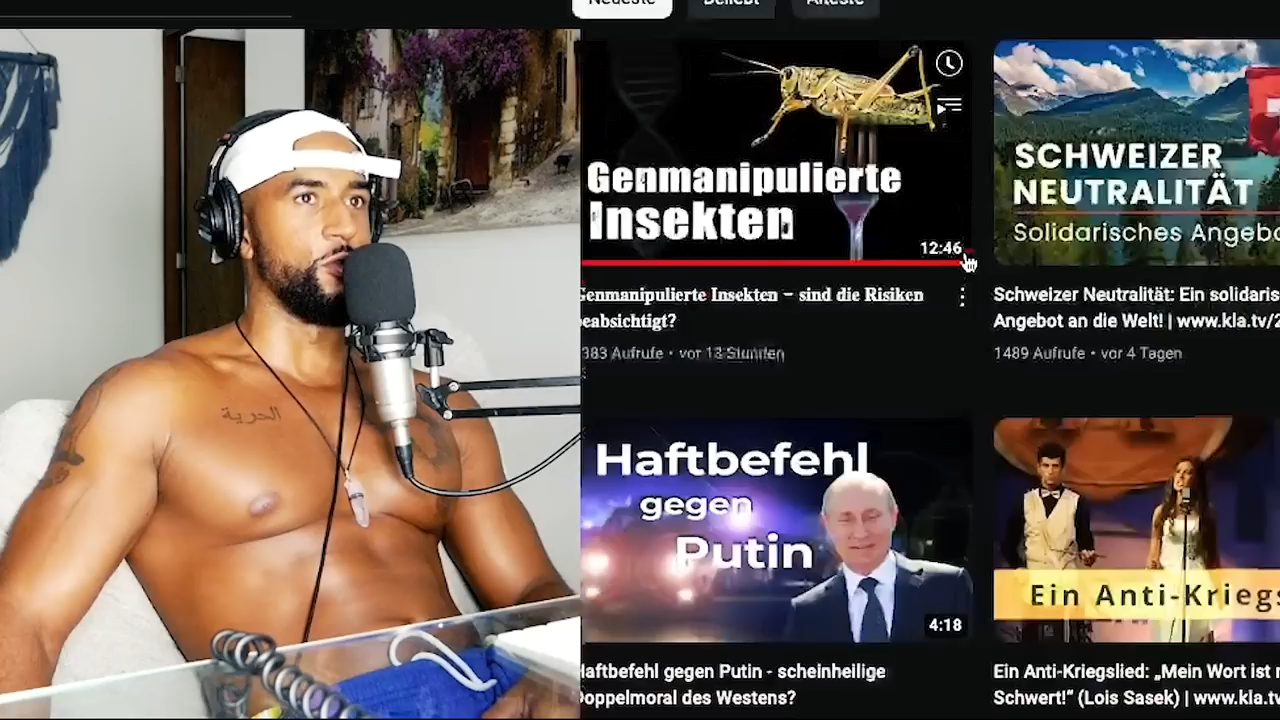 Neueste
Beliebt
Älteste
الحرية
Genmanipulierte
Insekten
12:46
Genmanipulierte Insekten – sind die Risiken
beabsichtigt?
383 Aufrufe • vor 13 Stunden
SCHWEIZER
NEUTRALITÄT
Solidarisches Angebo
Schweizer Neutralität: Ein solidaris
Angebot an die Welt! | www.kla.tv/2
1489 Aufrufe • vor 4 Tagen
Haftbefehl
gegen
Putin
4:18
Haftbefehl gegen Putin - scheinheilige
Doppelmoral des Westens?
Ein Anti-Kriegs
Ein Anti-Kriegslied: „Mein Wort ist
Schwert!“ (Lois Sasek) | www.kla.tv